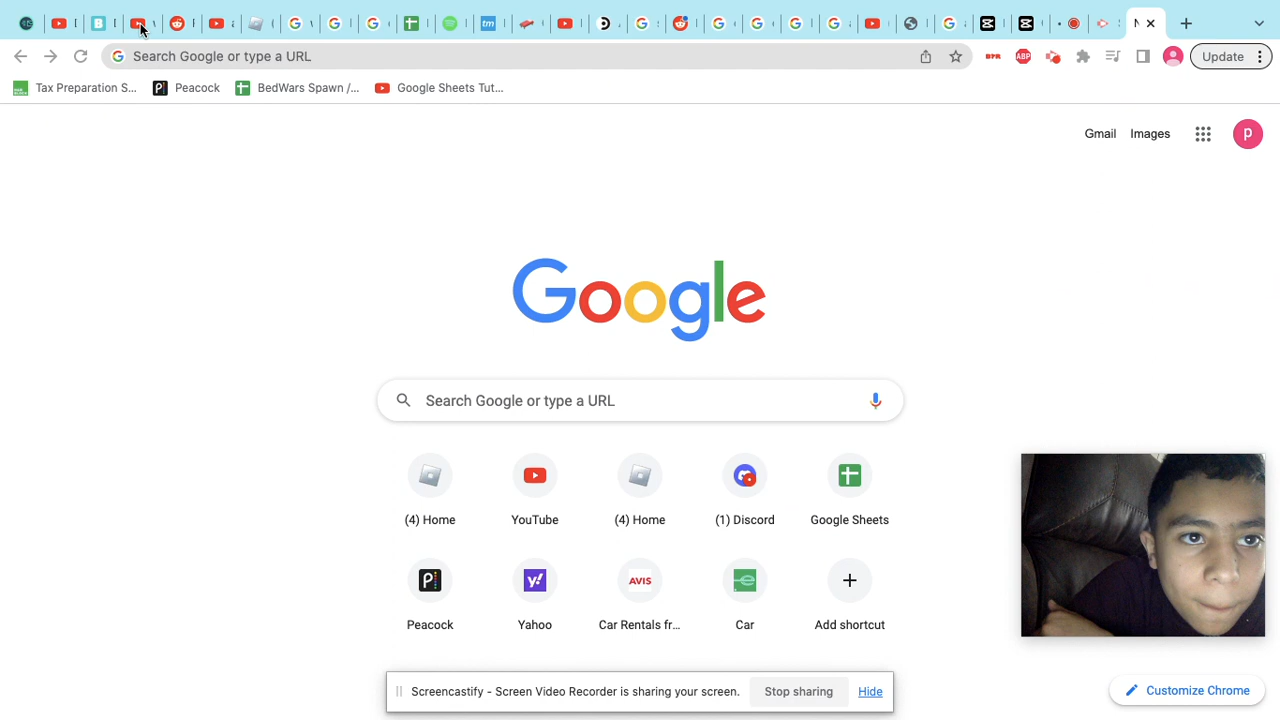 Search Google or type a URL
Update
Tax Preparation S...
Peacock
BedWars Spawn /...
Google Sheets Tut...
Gmail
Images
p
Google
Search Google or type a URL
(4) Home
YouTube
(4) Home
(1) Discord
Google Sheets
Peacock
Yahoo
AVIS
Car Rentals fr...
Car
Add shortcut
Screencastify - Screen Video Recorder is sharing your screen.
Stop sharing
Hide
Customize Chrome